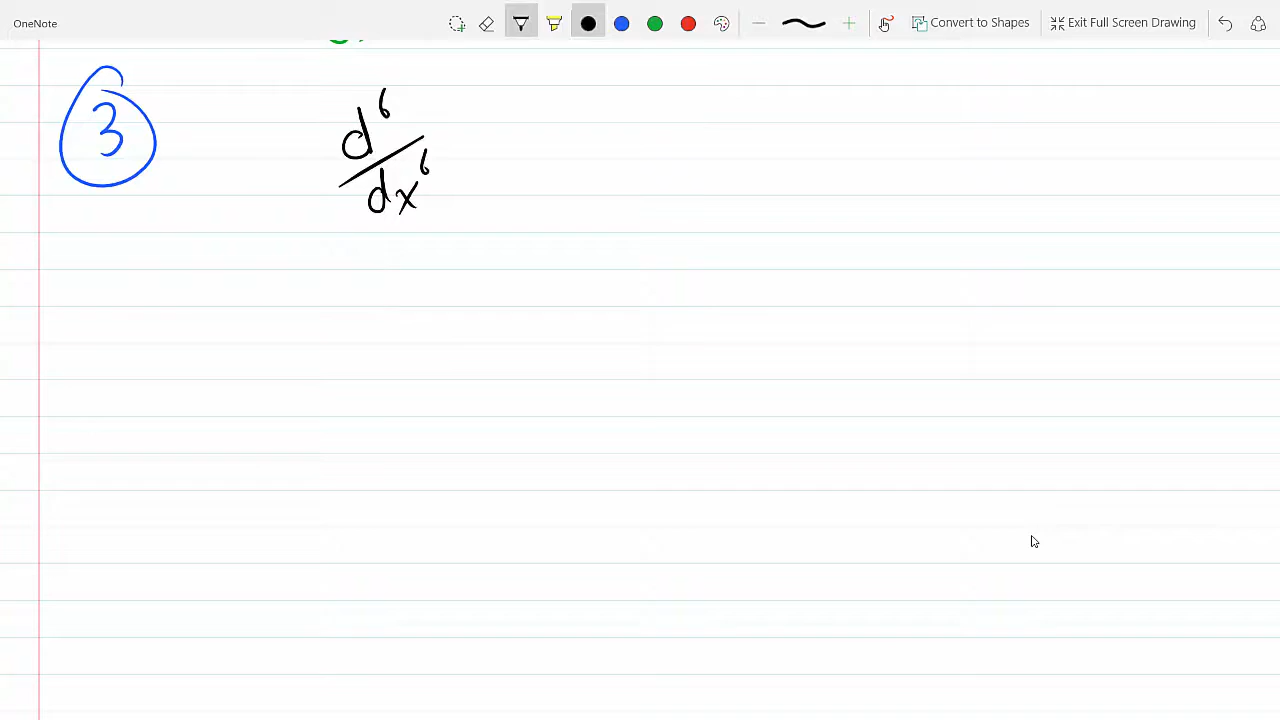 OneNote
Convert to Shapes
Exit Full Screen Drawing
3
d⁶/dx⁶